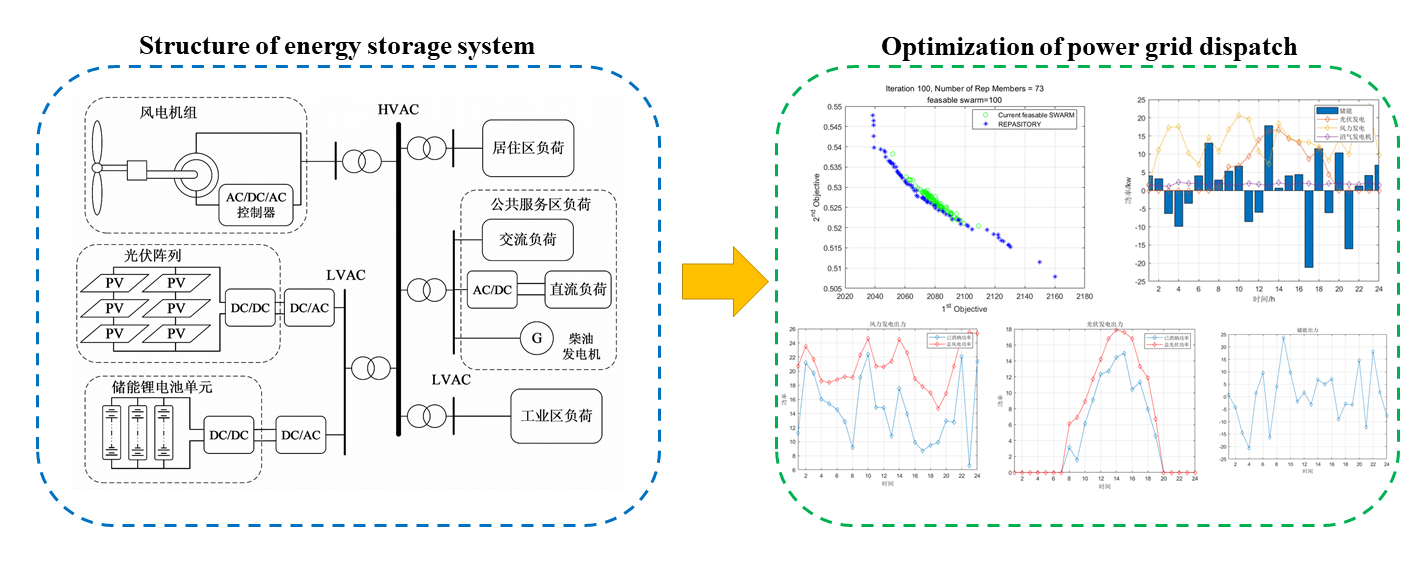 Structure of energy storage system
风电机组
AC/DC/AC
控制器
光伏阵列
PV PV
PV PV
PV PV
DC/DC
DC/AC
LVAC
储能锂电池单元
DC/DC
DC/AC
HVAC
居住区负荷
公共服务区负荷
交流负荷
AC/DC
直流负荷
G
柴油
发电机
LVAC
工业区负荷
Optimization of power grid dispatch
Iteration 100, Number of Rep Members = 73
feasable swarm=100
Current feasable SWARM
REPASITORY
2nd Objective
0.55
0.545
0.54
0.535
0.53
0.525
0.52
0.515
0.51
0.505
2020 2040 2060 2080 2100 2120 2140 2160 2180
1st Objective
储能
光伏发电
风力发电
沼气发电机
功率/kw
25
20
15
10
5
0
-5
-10
-15
-20
-25
2 4 6 8 10 12 14 16 18 20 22 24
时间/h
风力发电出力
已消纳功率
总风电功率
功率
26
24
22
20
18
16
14
12
10
8
6
2 4 6 8 10 12 14 16 18 20 22 24
时间
光伏发电出力
已消纳功率
总光伏功率
功率
18
16
14
12
10
8
6
4
2
0
2 4 6 8 10 12 14 16 18 20 22 24
时间
储能出力
功率
25
20
15
10
5
0
-5
-10
-15
-20
-25
2 4 6 8 10 12 14 16 18 20 22 24
时间